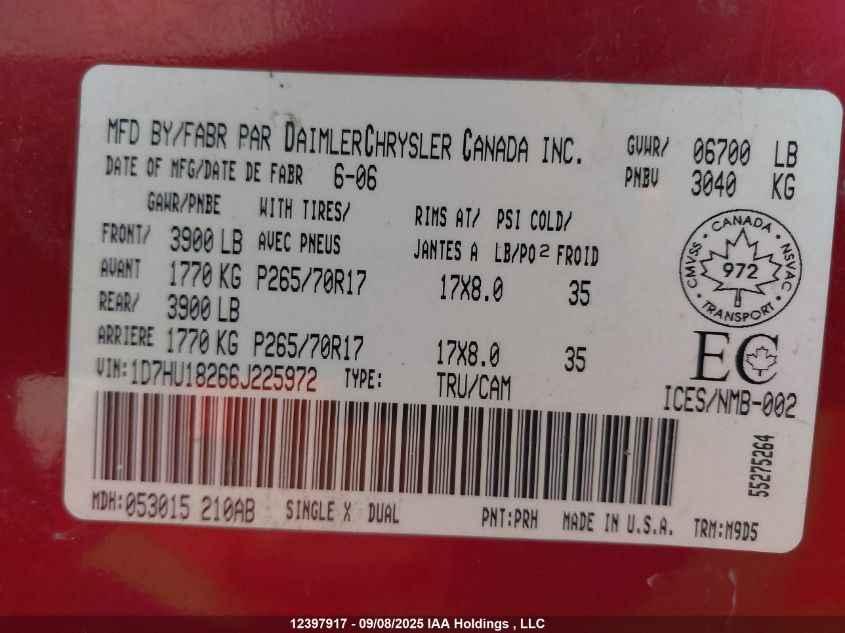 MFD BY/FABR PAR DAIMLERCHRYSLER CANADA INC. GVWR/ 06700 LB
DATE OF MFG/DATE DE FABR 6-06 PNBV 3040 KG
GAWR/PNBE WITH TIRES/ RIMS AT/ PSI COLD/
FRONT/ 3900 LB AVEC PNEUS JANTES A LB/PO² FROID
AVANT 1770 KG P265/70R17 17X8.0 35
REAR/ 3900 LB
ARRIERE 1770 KG P265/70R17 17X8.0 35
VIN:1D7HU18266J225972 TYPE: TRU/CAM
CANADA
CMVSS 972 NSVAC
TRANSPORT
EC
ICES/NMB-002
55275264
MDH:053015 210AB SINGLE X DUAL PNT:PRH MADE IN U.S.A. TRM:M9D5
12397917 - 09/08/2025 IAA Holdings , LLC